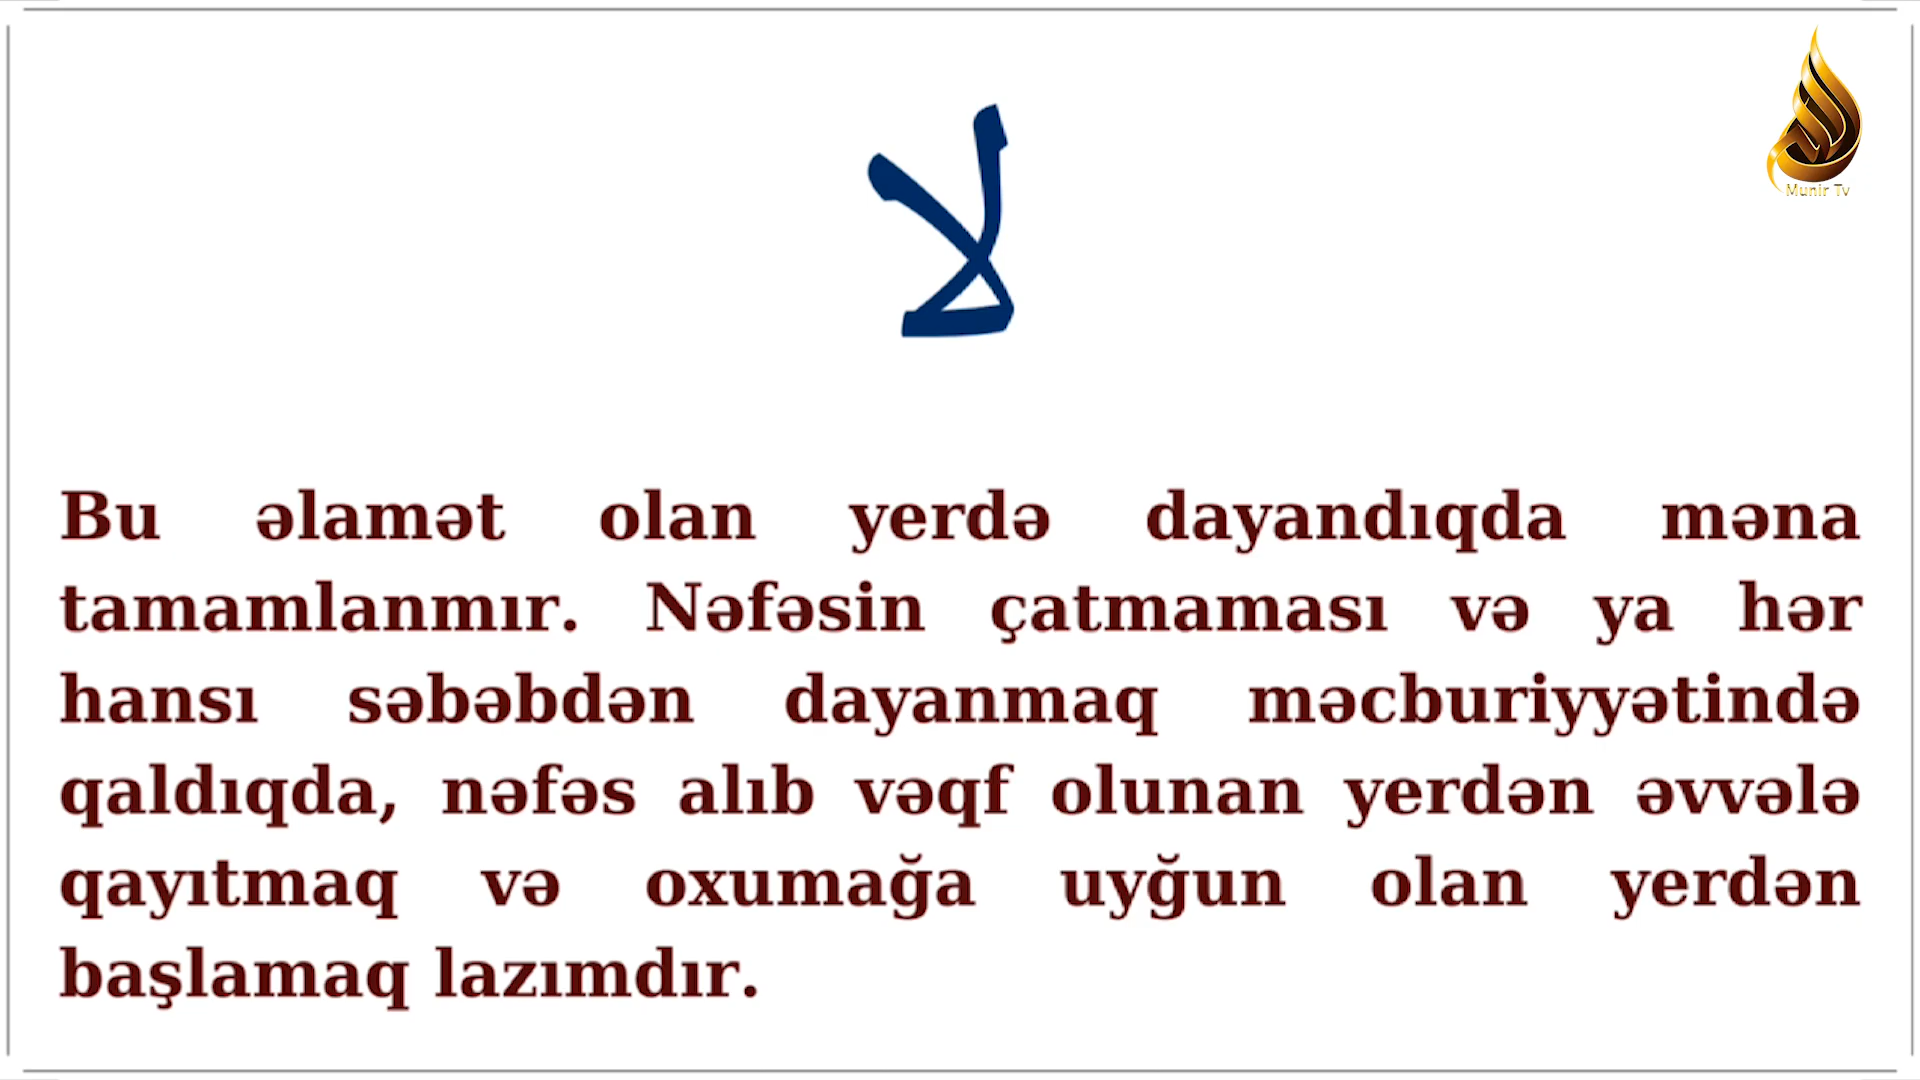 Munir Tv
لا
Bu əlamət olan yerdə dayandıqda məna
tamamlanmır. Nəfəsin çatmaması və ya hər
hansı səbəbdən dayanmaq məcburiyyətində
qaldıqda, nəfəs alıb vəqf olunan yerdən əvvələ
qayıtmaq və oxumağa uyğun olan yerdən
başlamaq lazımdır.